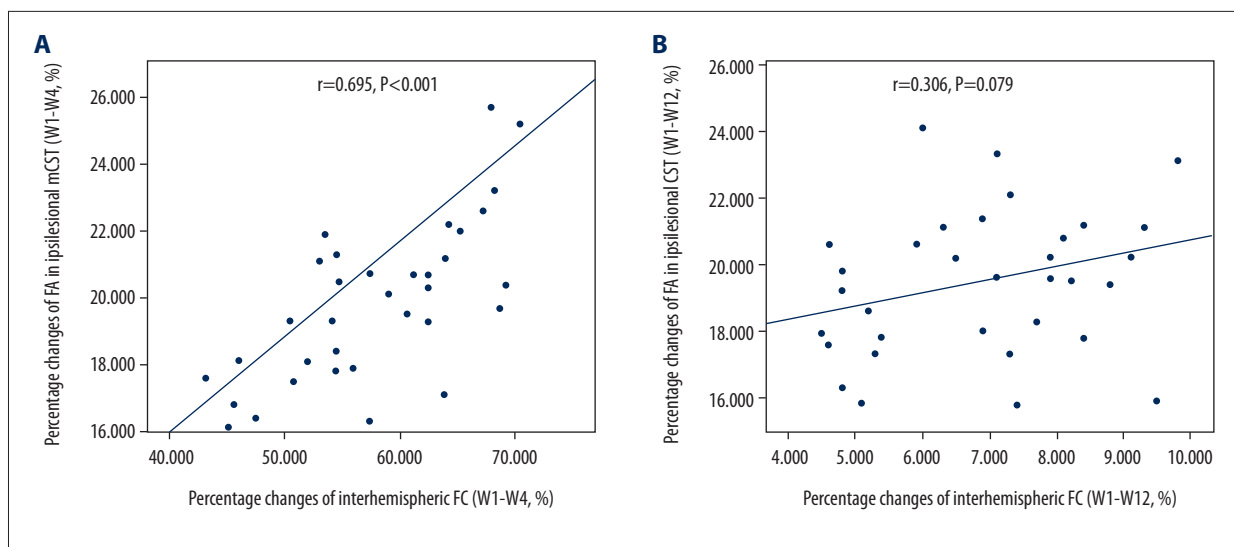 A
r=0.695, P<0.001
Percentage changes of FA in ipsilesional mCST (W1-W4, %)
26.000
24.000
22.000
20.000
18.000
16.000
40.000 50.000 60.000 70.000
Percentage changes of interhemispheric FC (W1-W4, %)
B
r=0.306, P=0.079
Percentage changes of FA in ipsilesional CST (W1-W12, %)
26.000
24.000
22.000
20.000
18.000
16.000
4.000 5.000 6.000 7.000 8.000 9.000 10.000
Percentage changes of interhemispheric FC (W1-W12, %)